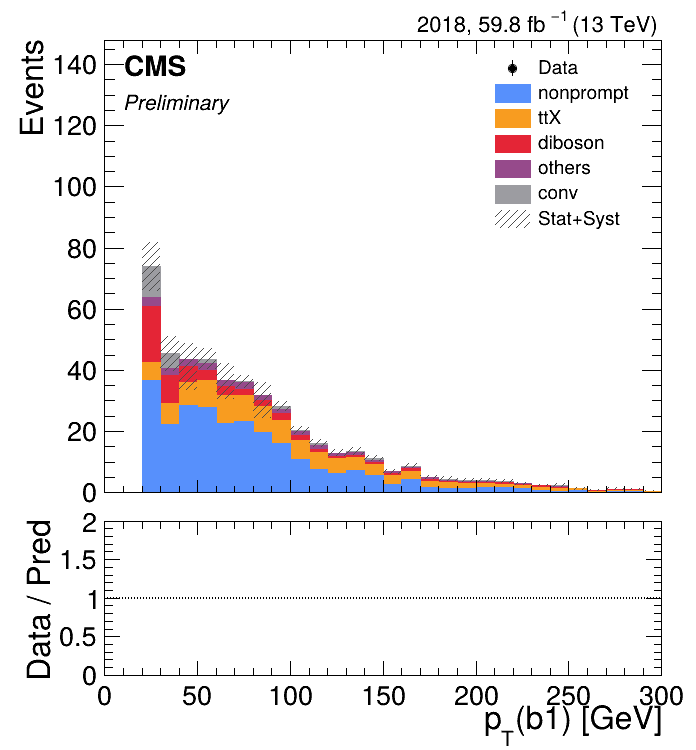 2018, 59.8 fb⁻¹ (13 TeV)
CMS
Preliminary
Events
140
120
100
80
60
40
20
0
Data
nonprompt
ttX
diboson
others
conv
Stat+Syst
Data / Pred
2
1.5
1
0.5
0
0 50 100 150 200 250 300
p_T(b1) [GeV]